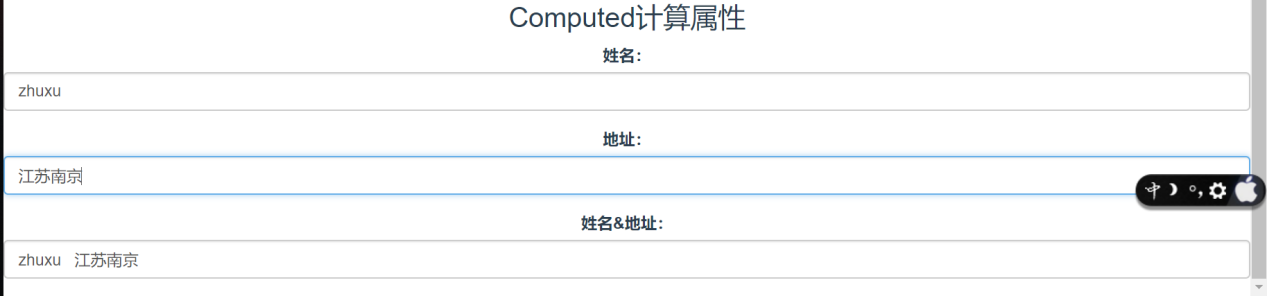 Computed计算属性
姓名：
zhuxu
地址：
江苏南京
中
姓名&地址：
zhuxu 江苏南京